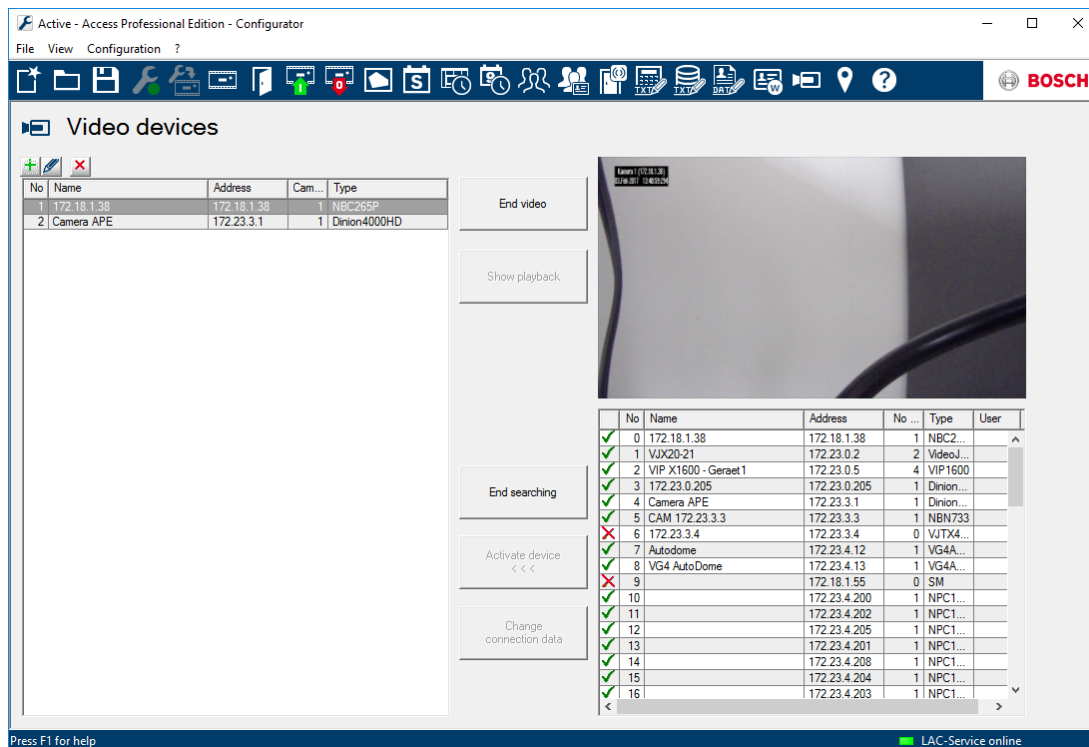 Active - Access Professional Edition - Configurator
File View Configuration ?
S TXT TXT DATA W ?
BOSCH
Video devices
No Name Address Cam... Type
1 172.18.1.38 172.18.1.38 1 NBC265P
2 Camera APE 172.23.3.1 1 Dinion4000HD
End video
Show playback
End searching
Activate device
< < <
Change
connection data
Kamera 1 (172.18.1.38)
No Name Address No ... Type User
0 172.18.1.38 172.18.1.38 1 NBC2...
1 VJX20-21 172.23.0.2 2 VideoJ...
2 VIP X1600 - Geraet1 172.23.0.5 4 VIP1600
3 172.23.0.205 172.23.0.205 1 Dinion...
4 Camera APE 172.23.3.1 1 Dinion...
5 CAM 172.23.3.3 172.23.3.3 1 NBN733
6 172.23.3.4 172.23.3.4 0 VJTX4...
7 Autodome 172.23.4.12 1 VG4A...
8 VG4 AutoDome 172.23.4.13 1 VG4A...
9 172.18.1.55 0 SM
10 172.23.4.200 1 NPC1...
11 172.23.4.202 1 NPC1...
12 172.23.4.205 1 NPC1...
13 172.23.4.201 1 NPC1...
14 172.23.4.208 1 NPC1...
15 172.23.4.204 1 NPC1...
16 172.23.4.203 1 NPC1...
Press F1 for help
LAC-Service online